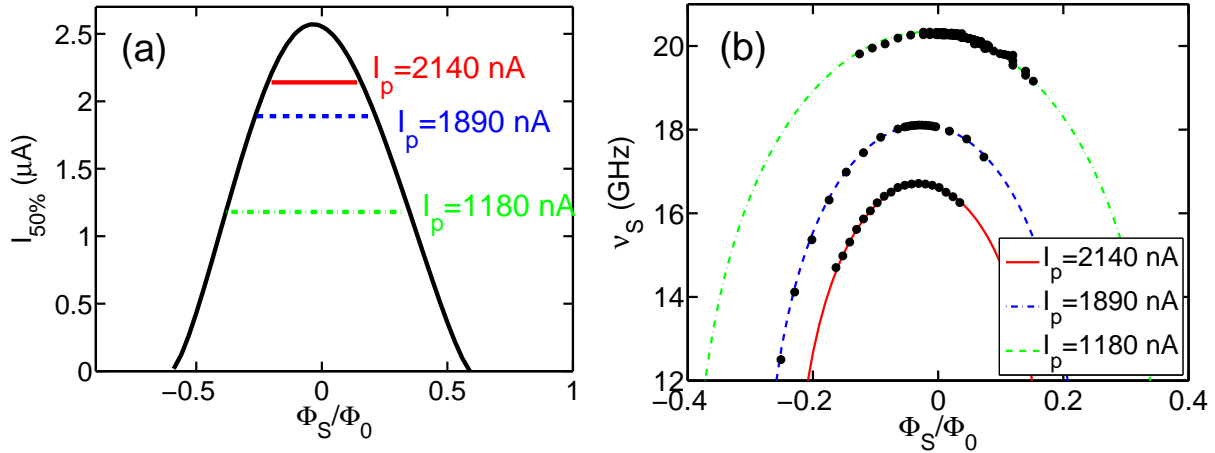 (a)
2.5
2
1.5
1
0.5
0
I50% (µA)
Ip=2140 nA
Ip=1890 nA
Ip=1180 nA
−0.5 0 0.5 1
ΦS/Φ0
(b)
20
18
16
14
12
νS (GHz)
Ip=2140 nA
Ip=1890 nA
Ip=1180 nA
−0.4 −0.2 0 0.2 0.4
ΦS/Φ0